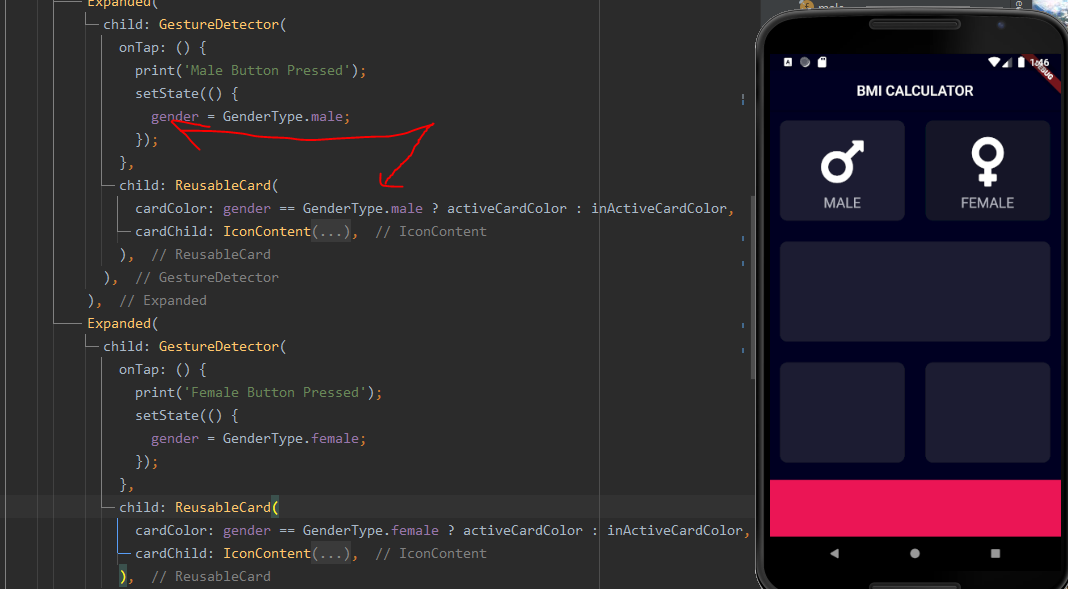 Expanded(
child: GestureDetector(
onTap: () {
print('Male Button Pressed');
setState(() {
gender = GenderType.male;
});
},
child: ReusableCard(
cardColor: gender == GenderType.male ? activeCardColor : inActiveCardColor,
cardChild: IconContent(...), // IconContent
), // ReusableCard
), // GestureDetector
), // Expanded
Expanded(
child: GestureDetector(
onTap: () {
print('Female Button Pressed');
setState(() {
gender = GenderType.female;
});
},
child: ReusableCard(
cardColor: gender == GenderType.female ? activeCardColor : inActiveCardColor,
cardChild: IconContent(...), // IconContent
), // ReusableCard
A
1:46
DEBUG
BMI CALCULATOR
MALE
FEMALE